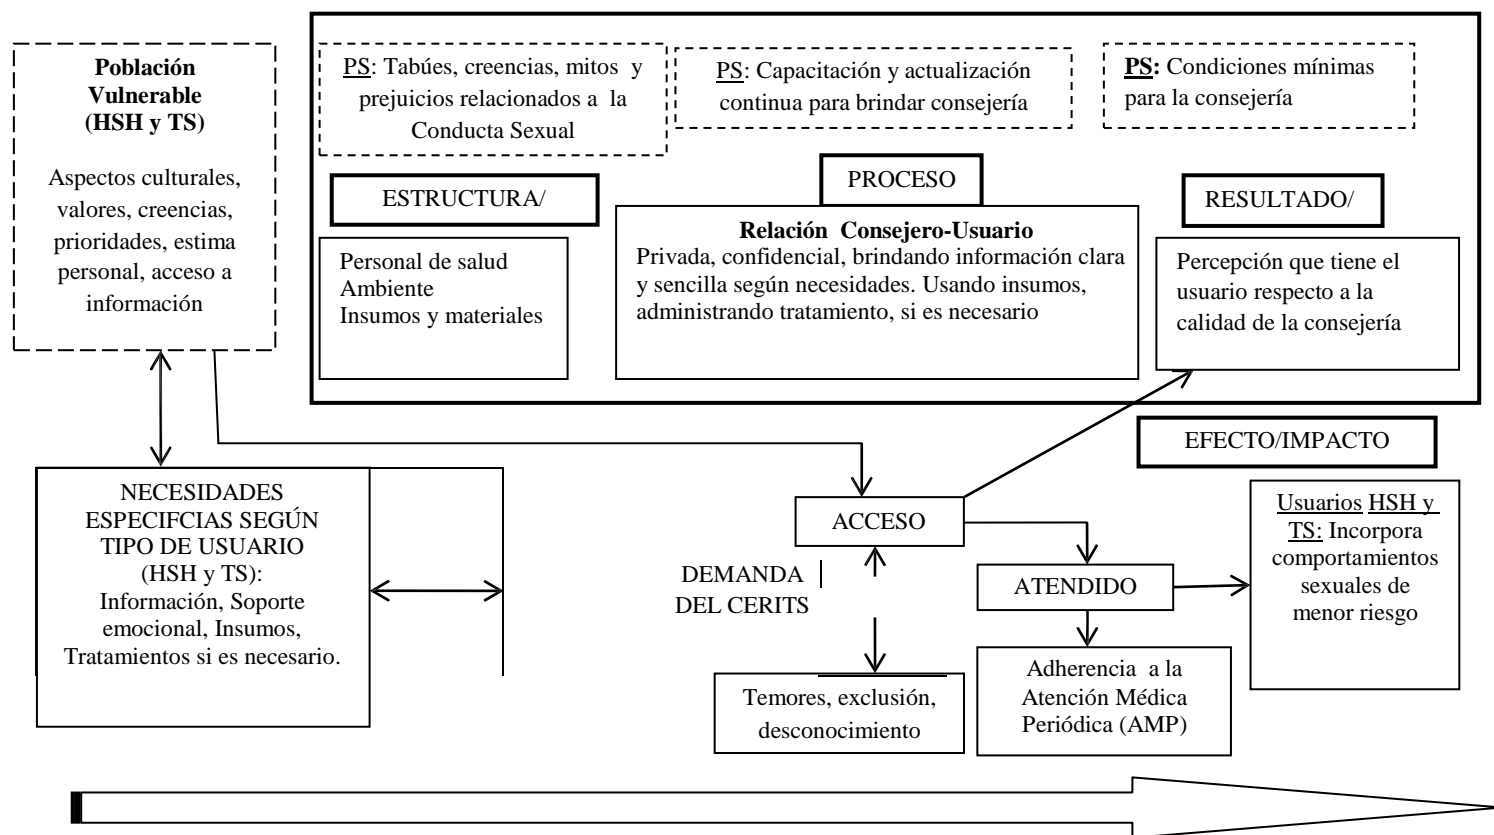 Población
Vulnerable
(HSH y TS)
Aspectos culturales,
valores, creencias,
prioridades, estima
personal, acceso a
información
PS: Tabúes, creencias, mitos y
prejuicios relacionados a la
Conducta Sexual
PS: Capacitación y actualización
continua para brindar consejería
PS: Condiciones mínimas
para la consejería
ESTRUCTURA/
PROCESO
RESULTADO/
Personal de salud
Ambiente
Insumos y materiales
Relación Consejero-Usuario
Privada, confidencial, brindando información clara
y sencilla según necesidades. Usando insumos,
administrando tratamiento, si es necesario
Percepción que tiene el
usuario respecto a la
calidad de la consejería
EFECTO/IMPACTO
NECESIDADES
ESPECIFCIAS SEGÚN
TIPO DE USUARIO
(HSH y TS):
Información, Soporte
emocional, Insumos,
Tratamientos si es necesario.
ACCESO
DEMANDA
DEL CERITS
ATENDIDO
Usuarios HSH y
TS: Incorpora
comportamientos
sexuales de
menor riesgo
Temores, exclusión,
desconocimiento
Adherencia a la
Atención Médica
Periódica (AMP)